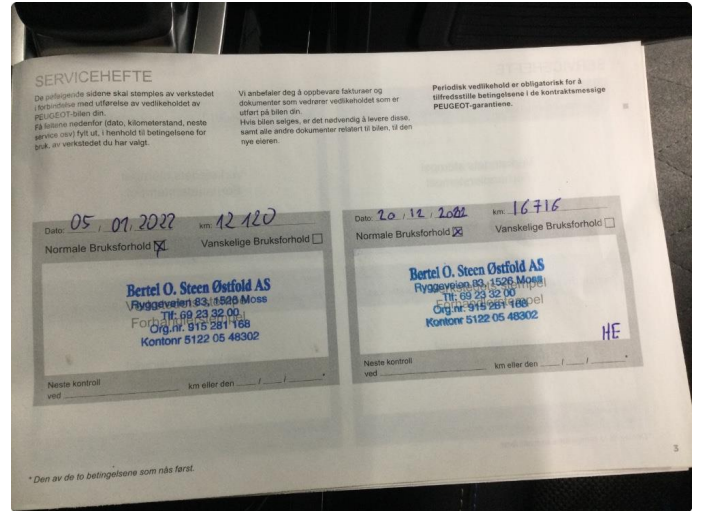 SERVICEHEFTE
De påfølgende sidene skal stemples av verkstedet
i forbindelse med utførelse av vedlikeholdet av
PEUGEOT-bilen din.
Få feltene nedenfor (dato, kilometerstand, neste
service osv) fylt ut, i henhold til betingelsene for
bruk, av verkstedet du har valgt.
Vi anbefaler deg å oppbevare fakturaer og
dokumenter som vedrører vedlikeholdet som er
utført på bilen din.
Hvis bilen selges, er det nødvendig å levere disse,
samt alle andre dokumenter relatert til bilen, til den
nye eieren.
Periodisk vedlikehold er obligatorisk for å
tilfredsstille betingelsene i de kontraktsmessige
PEUGEOT-garantiene.
Dato: 05 / 01.2022 km: 12 120
Normale Bruksforhold Vanskelige Bruksforhold
Bertel O. Steen Østfold AS
Ryggeveien 83, 1526 Moss
Tlf: 69 23 32 00
Forhandlerstempel
Org.nr. 915 281 168
Kontonr 5122 05 48302
Neste kontroll
ved km eller den / / *
Dato: 20 / 12 / 2022 km: 16716
Normale Bruksforhold Vanskelige Bruksforhold
Bertel O. Steen Østfold AS
Ryggeveien 83, 1526 Moss
Tlf: 69 23 32 00
Forhandlerstempel
Org.nr. 915 281 168
Kontonr 5122 05 48302
HE
Neste kontroll
ved km eller den / / *
* Den av de to betingelsene som nås først.
3